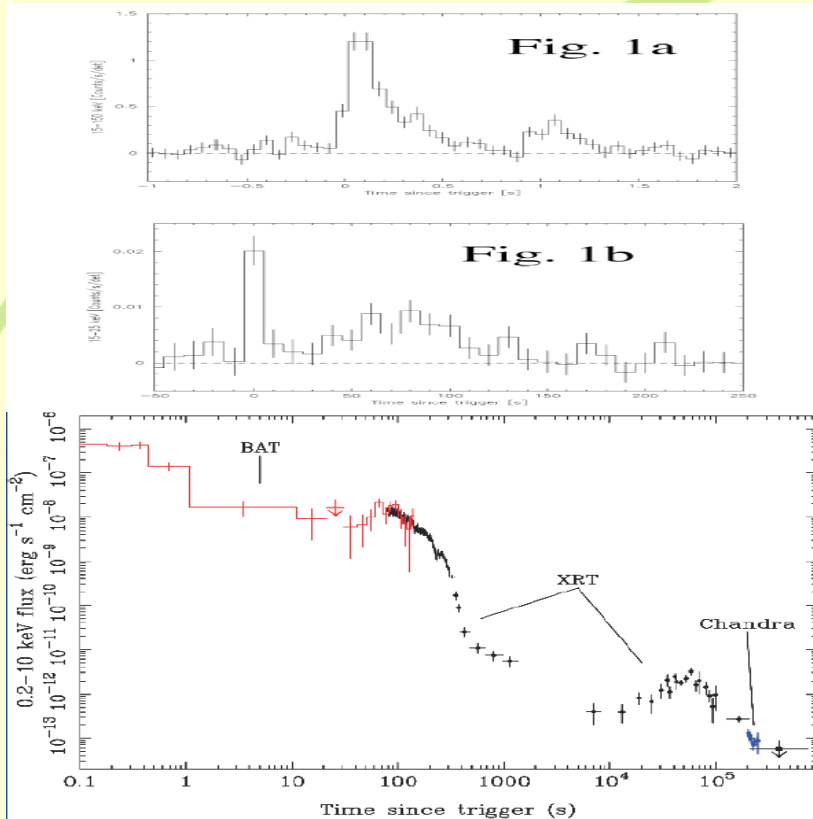 1.5
Fig. 1a
1
15-150 keV [Counts/s/det]
0.5
0
-1 -0.5 0 0.5 1 1.5 2
Time since trigger [s]
0.02
Fig. 1b
15-25 keV [Counts/s/det]
0.01
0
-50 0 50 100 150 200 250
Time since trigger [s]
10⁻⁶
BAT
10⁻⁷
10⁻⁸
0.2-10 keV flux (erg s⁻¹ cm⁻²)
10⁻⁹
XRT
10⁻¹⁰
Chandra
10⁻¹¹
10⁻¹²
10⁻¹³
0.1 1 10 100 1000 10⁴ 10⁵
Time since trigger (s)